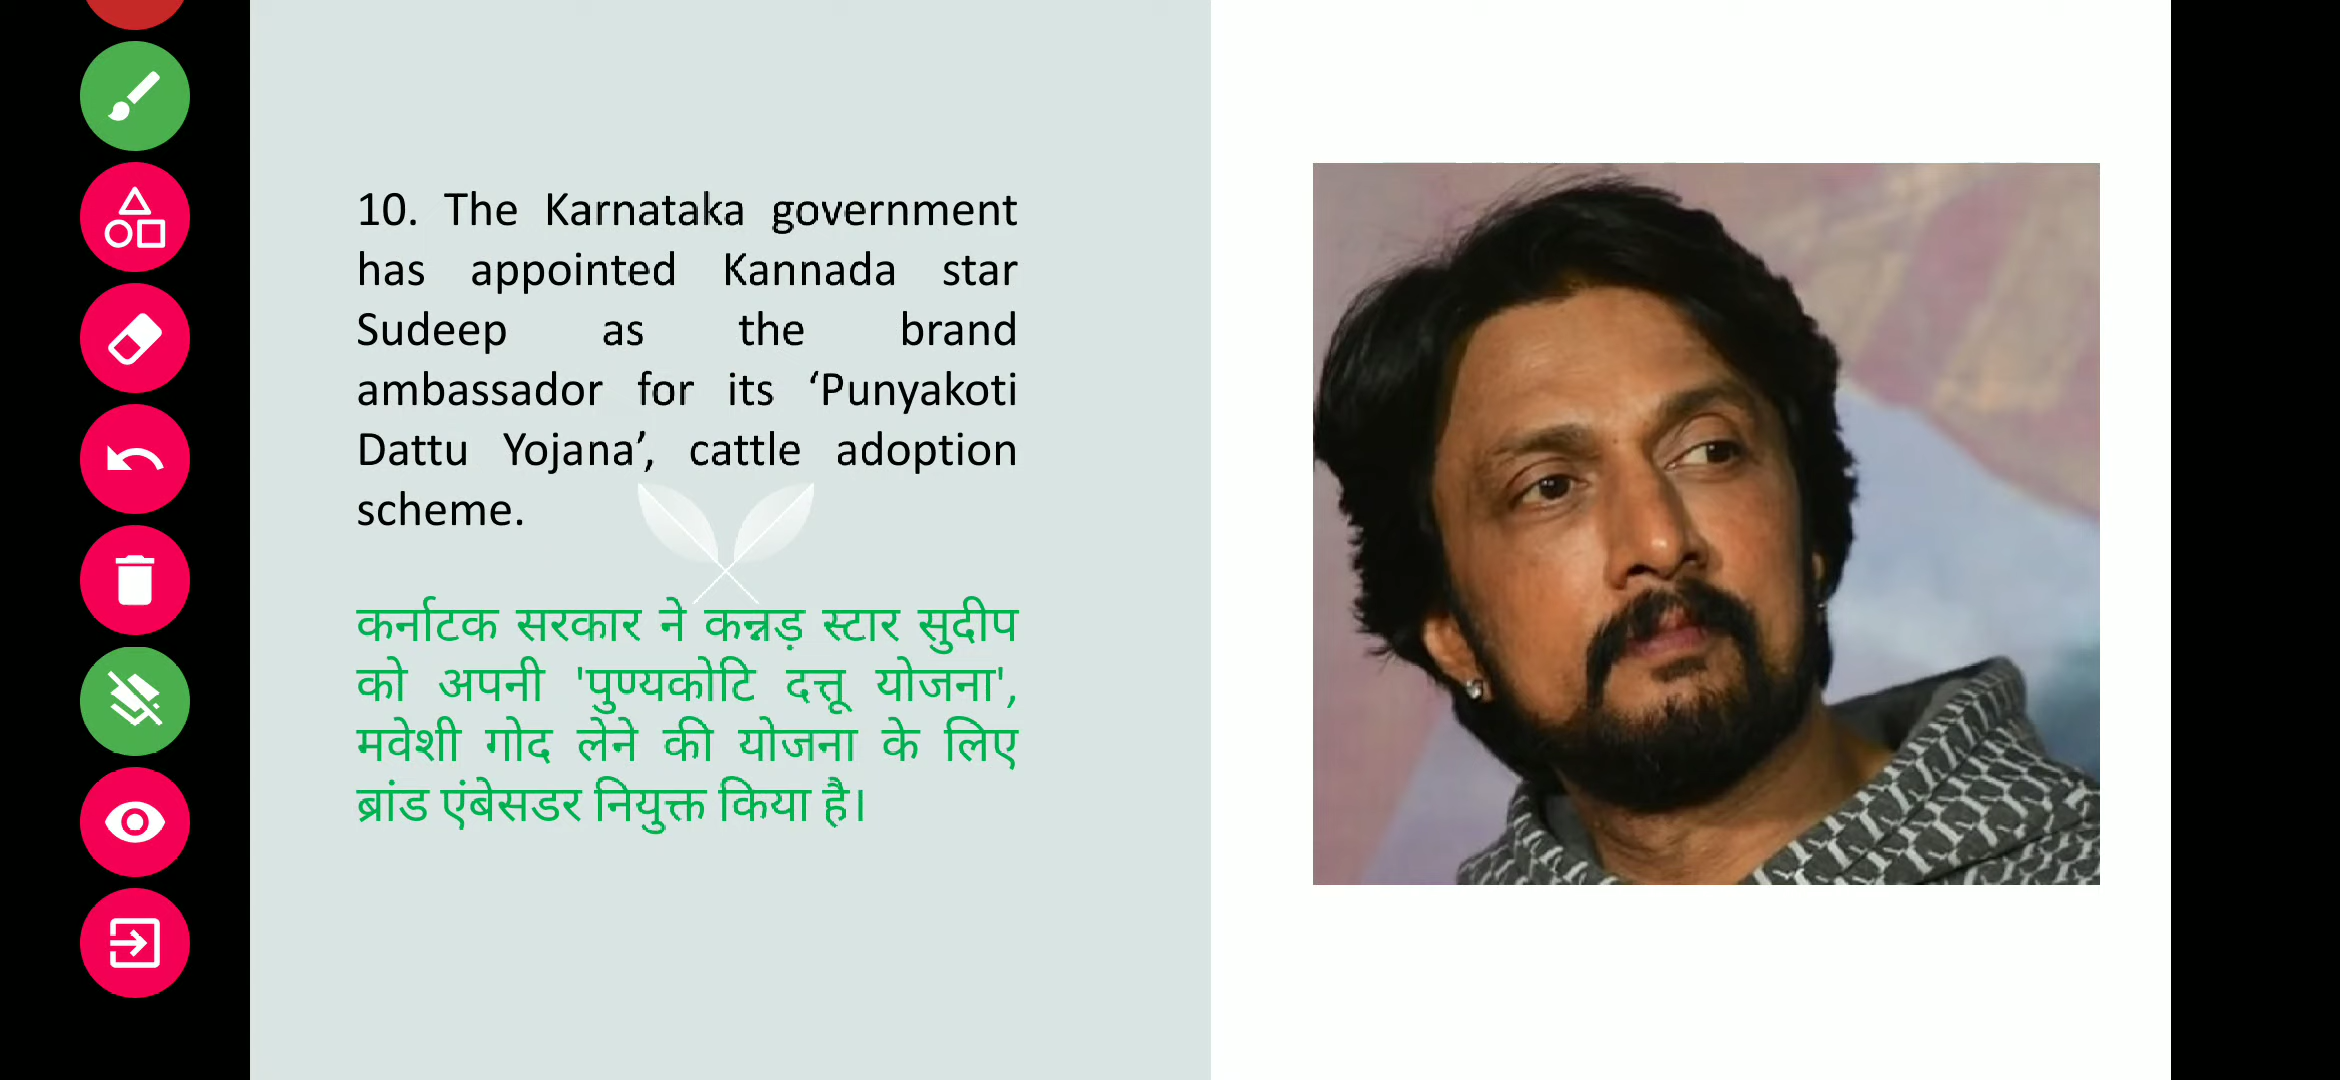 10. The Karnataka government
has appointed Kannada star
Sudeep as the brand
ambassador for its ‘Punyakoti
Dattu Yojana’, cattle adoption
scheme.
कर्नाटक सरकार ने कन्नड़ स्टार सुदीप
को अपनी 'पुण्यकोटि दत्तू योजना',
मवेशी गोद लेने की योजना के लिए
ब्रांड एंबेसडर नियुक्त किया है।